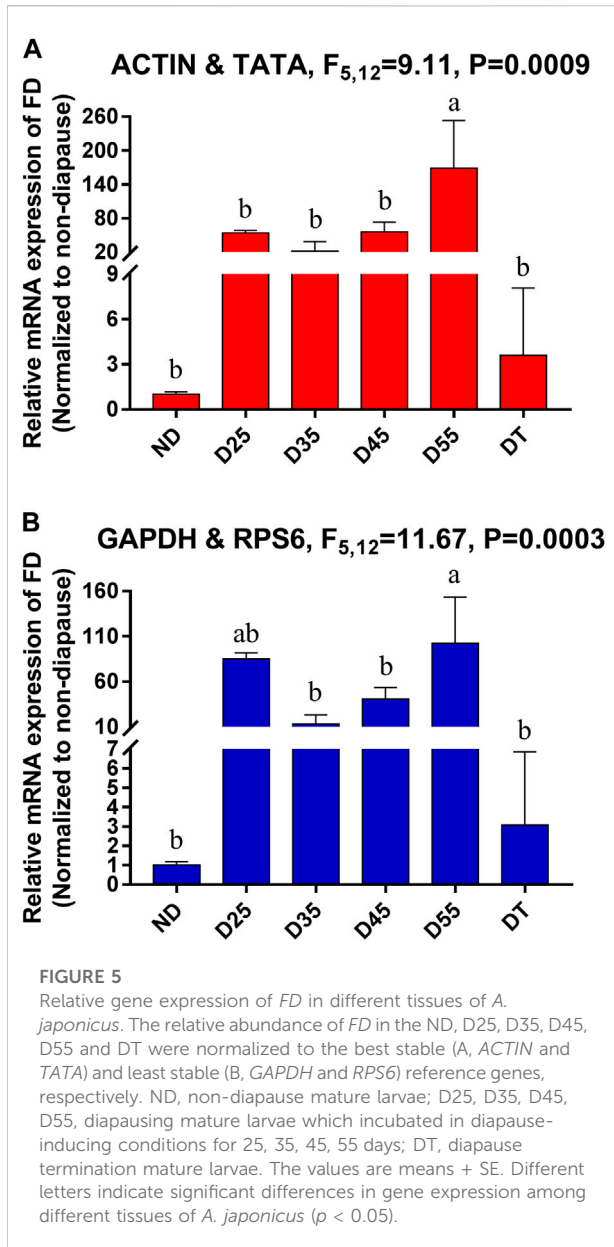 A
ACTIN & TATA, F5,12=9.11, P=0.0009
Relative mRNA expression of FD
(Normalized to non-diapause)
260
200
140
80
20
9
6
3
0
b
b
b
b
a
b
ND
D25
D35
D45
D55
DT
B
GAPDH & RPS6, F5,12=11.67, P=0.0003
Relative mRNA expression of FD
(Normalized to non-diapause)
160
110
60
10
7
6
5
4
3
2
1
0
b
ab
b
b
a
b
ND
D25
D35
D45
D55
DT
FIGURE 5
Relative gene expression of FD in different tissues of A.
japonicus. The relative abundance of FD in the ND, D25, D35, D45,
D55 and DT were normalized to the best stable (A, ACTIN and
TATA) and least stable (B, GAPDH and RPS6) reference genes,
respectively. ND, non-diapause mature larvae; D25, D35, D45,
D55, diapausing mature larvae which incubated in diapause-
inducing conditions for 25, 35, 45, 55 days; DT, diapause
termination mature larvae. The values are means + SE. Different
letters indicate significant differences in gene expression among
different tissues of A. japonicus (p < 0.05).